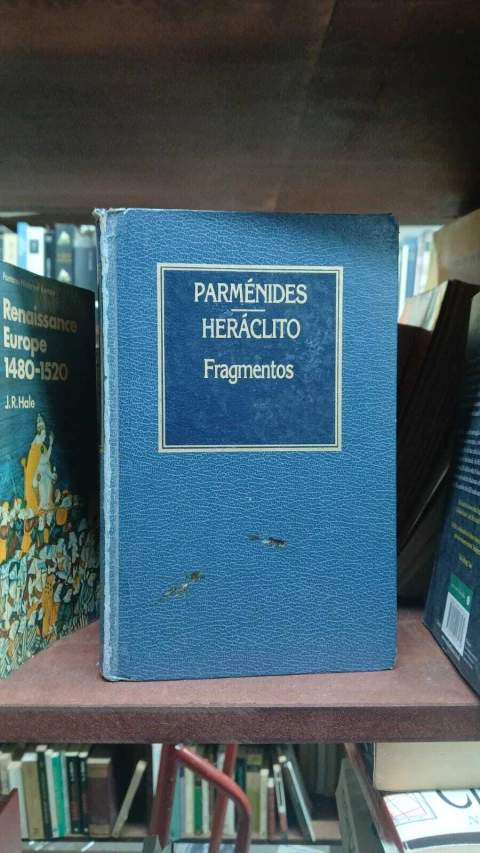 PARMÉNIDES
HERÁCLITO
Fragmentos
Renaissance
Europe
1480-1520
J.R.Hale